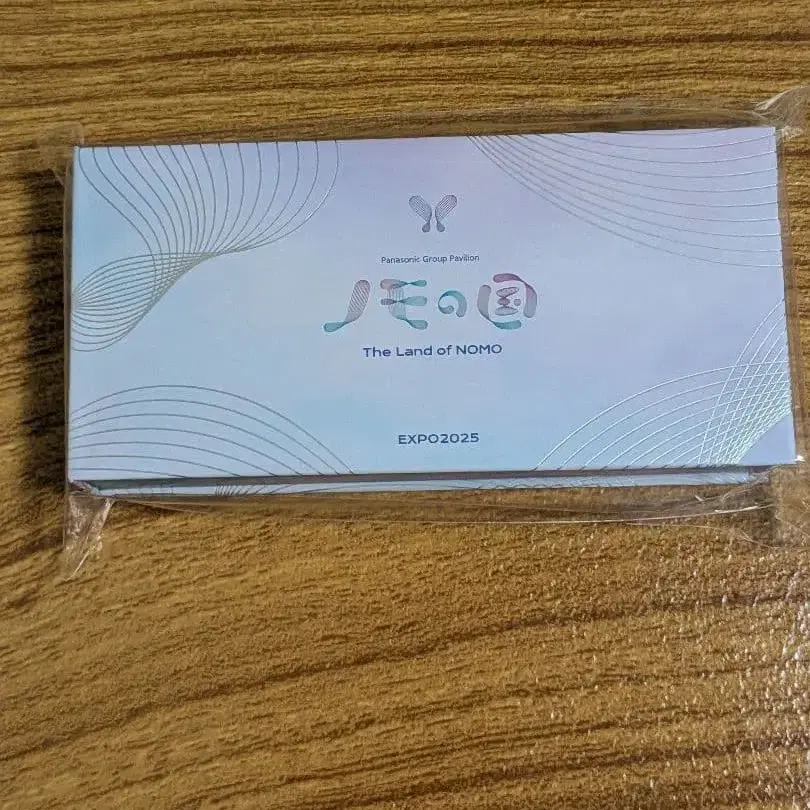 Panasonic Group Pavilion
ノモの国
The Land of NOMO
EXPO2025